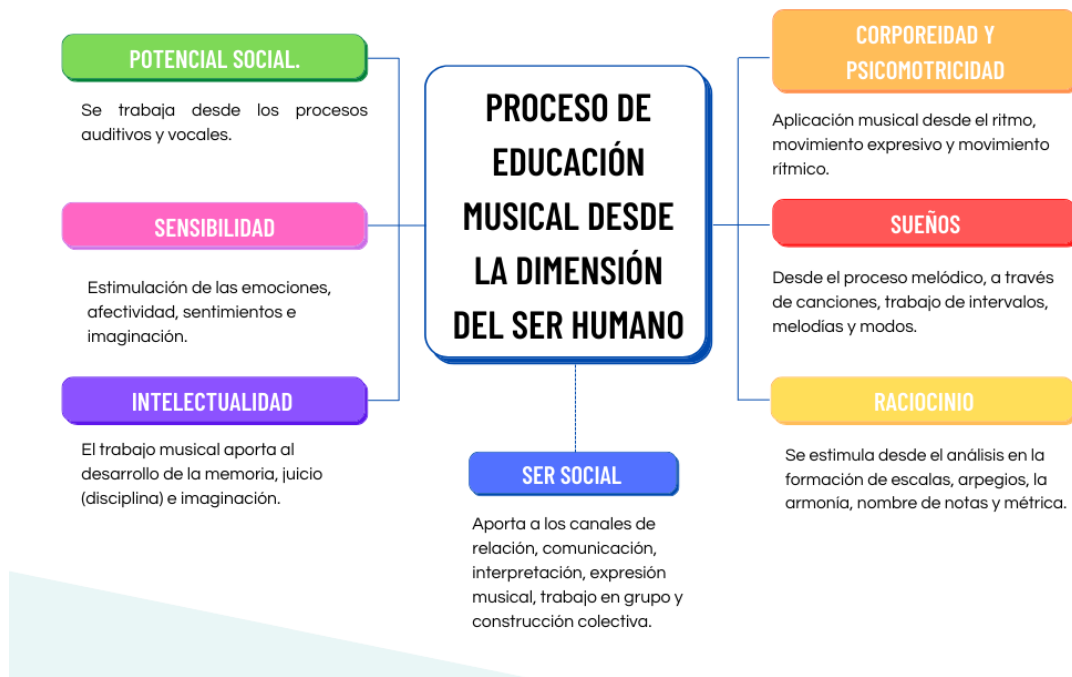 POTENCIAL SOCIAL.
Se trabaja desde los procesos
auditivos y vocales.
SENSIBILIDAD
Estimulación de las emociones,
afectividad, sentimientos e
imaginación.
INTELECTUALIDAD
El trabajo musical aporta al
desarrollo de la memoria, juicio
(disciplina) e imaginación.
PROCESO DE
EDUCACIÓN
MUSICAL DESDE
LA DIMENSIÓN
DEL SER HUMANO
SER SOCIAL
Aporta a los canales de
relación, comunicación,
interpretación, expresión
musical, trabajo en grupo y
construcción colectiva.
CORPOREIDAD Y
PSICOMOTRICIDAD
Aplicación musical desde el ritmo,
movimiento expresivo y movimiento
rítmico.
SUEÑOS
Desde el proceso melódico, a través
de canciones, trabajo de intervalos,
melodías y modos.
RACIOCINIO
Se estimula desde el análisis en la
formación de escalas, arpegios, la
armonía, nombre de notas y métrica.